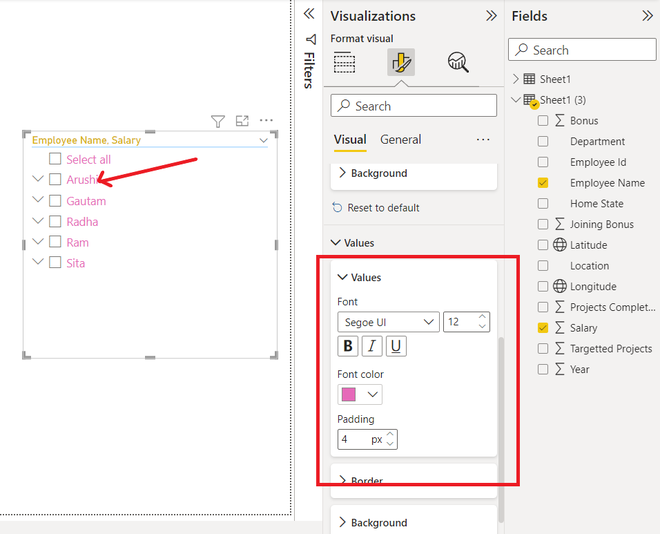 Employee Name, Salary
Select all
Arushi
Gautam
Radha
Ram
Sita
Filters
Visualizations
Format visual
Search
Visual
General
Background
Reset to default
Values
Values
Font
Segoe UI
12
B
I
U
Font color
Padding
4
px
Border
Background
Fields
Search
Sheet1
Sheet1 (3)
Bonus
Department
Employee Id
Employee Name
Home State
Joining Bonus
Latitude
Location
Longitude
Projects Complet...
Salary
Targetted Projects
Year